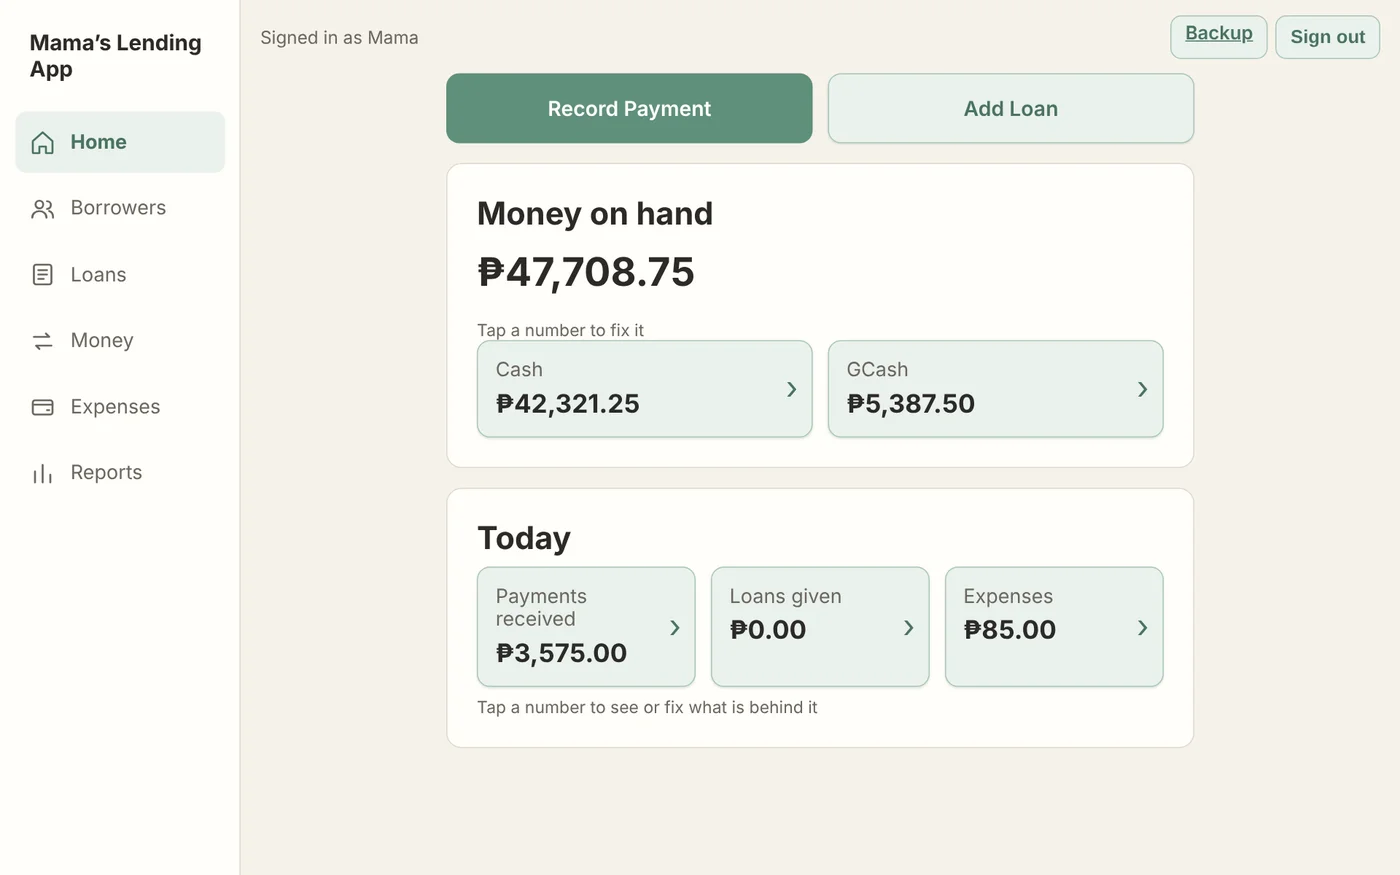 Mama’s Lending
App
Home
Borrowers
Loans
Money
Expenses
Reports
Signed in as Mama
Backup
Sign out
Record Payment
Add Loan
Money on hand
₱47,708.75
Tap a number to fix it
Cash
₱42,321.25
GCash
₱5,387.50
Today
Payments
received
₱3,575.00
Loans given
₱0.00
Expenses
₱85.00
Tap a number to see or fix what is behind it